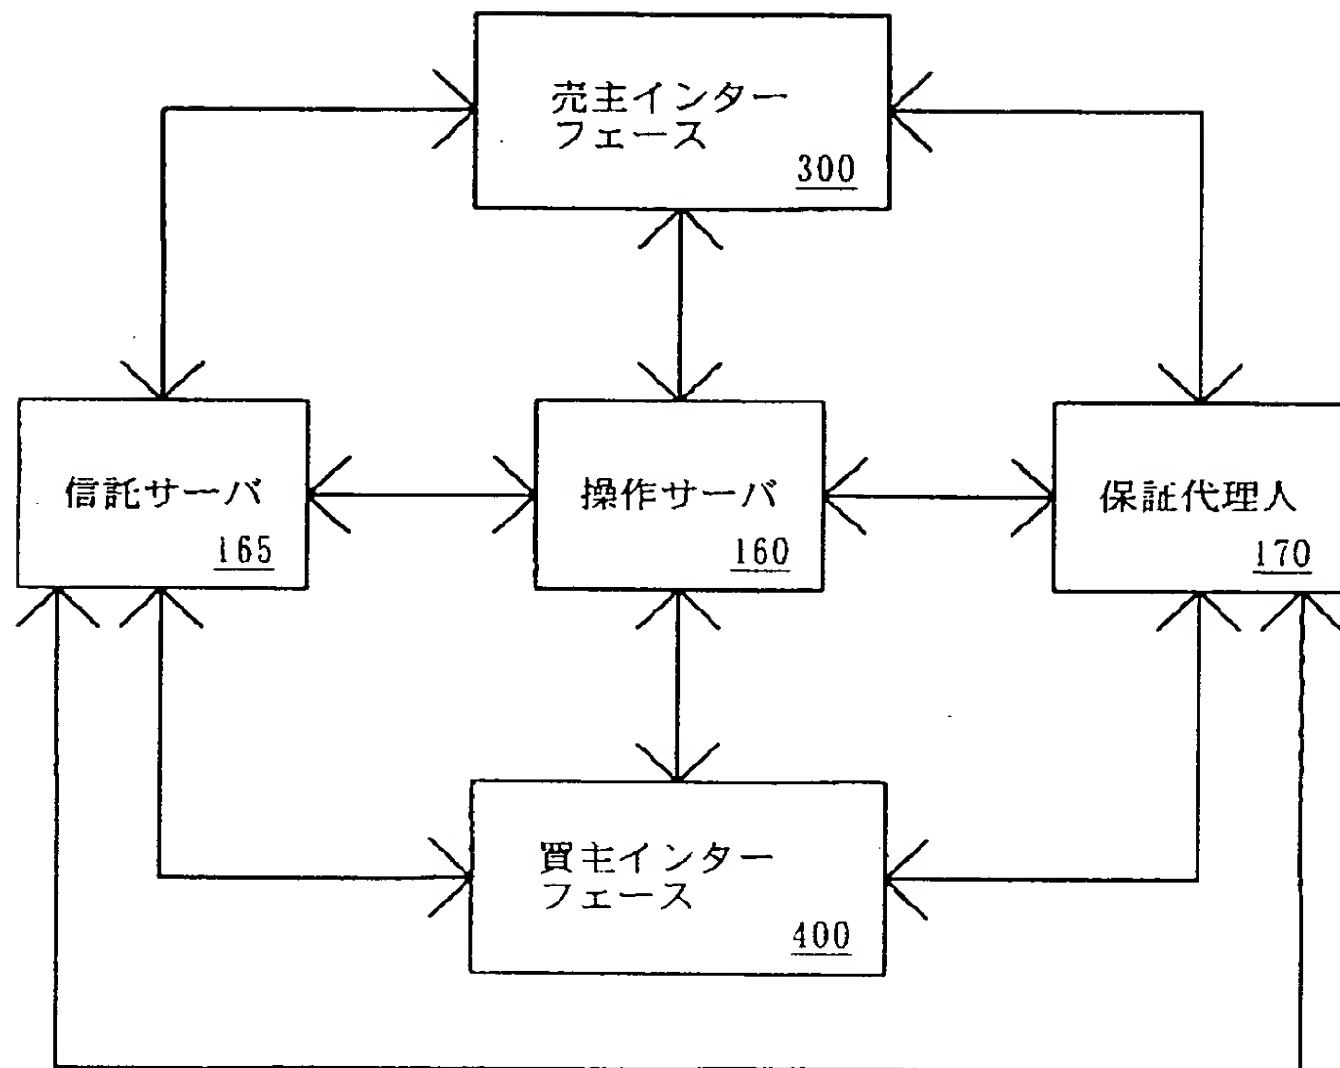 売主インター
フェース
300
信託サーバ
165
操作サーバ
160
保証代理人
170
買主インター
フェース
400